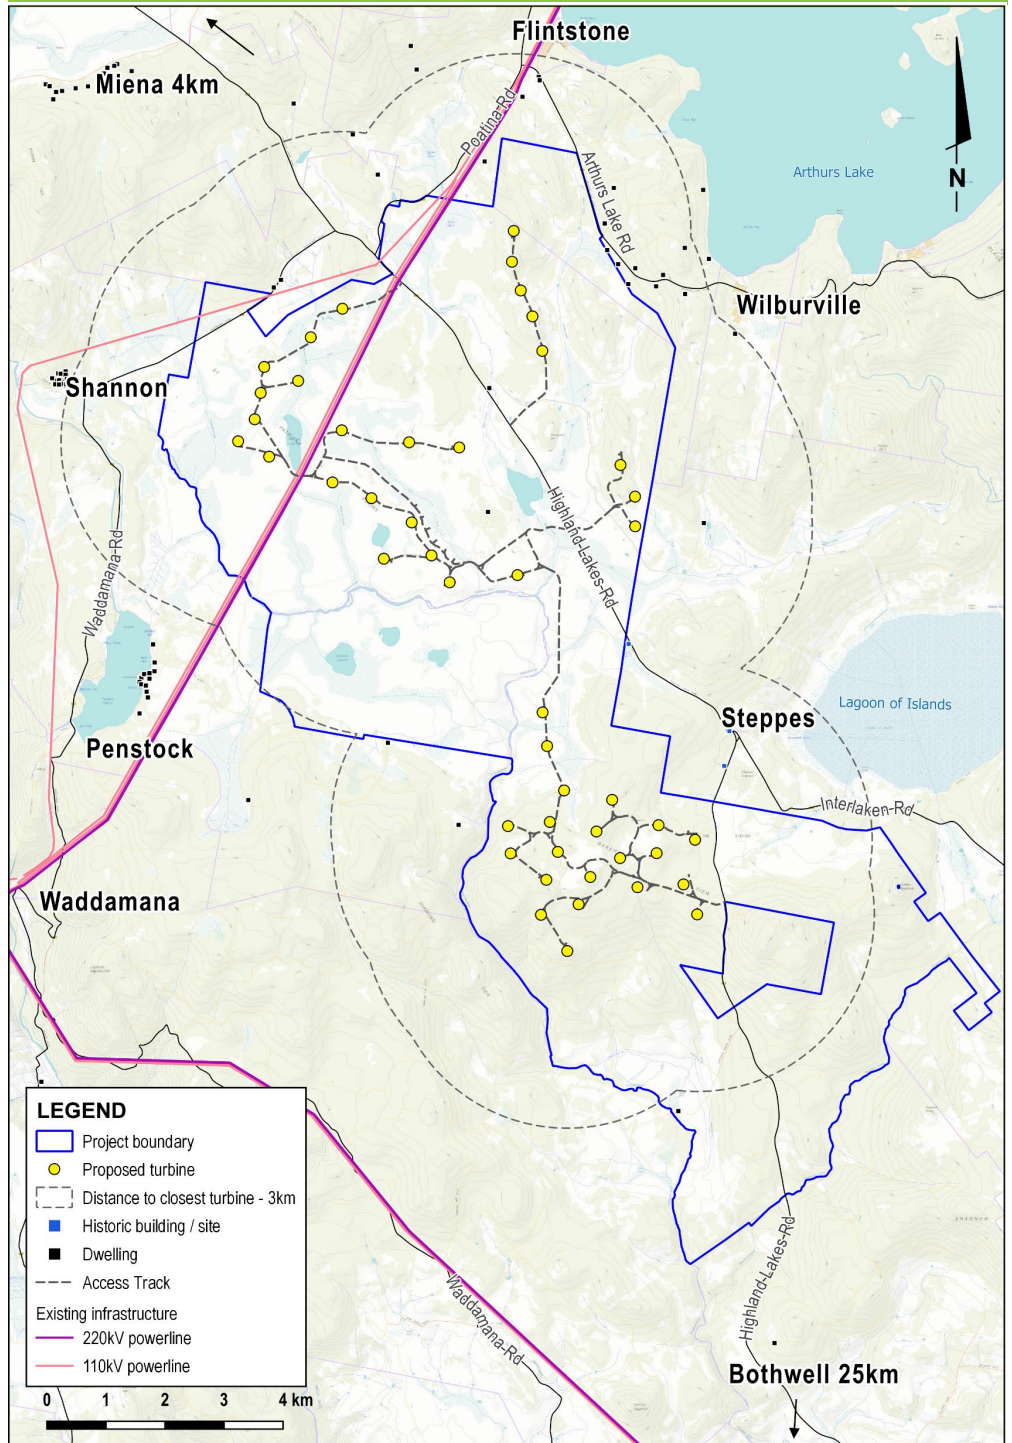 Flintstone
Miena 4km
Poatina-Rd
Arthurs Lake Rd
Arthurs Lake
N
Wilburville
Shannon
Highland-Lakes-Rd
Waddamana-Rd
Lagoon of Islands
Steppes
Penstock
Interlaken-Rd
Waddamana
LEGEND
Project boundary
Proposed turbine
Distance to closest turbine - 3km
Historic building / site
Dwelling
Access Track
Existing infrastructure
220kV powerline
110kV powerline
0 1 2 3 4 km
SHANNON
Highland-Lakes-Rd
Waddamana-Rd
Bothwell 25km